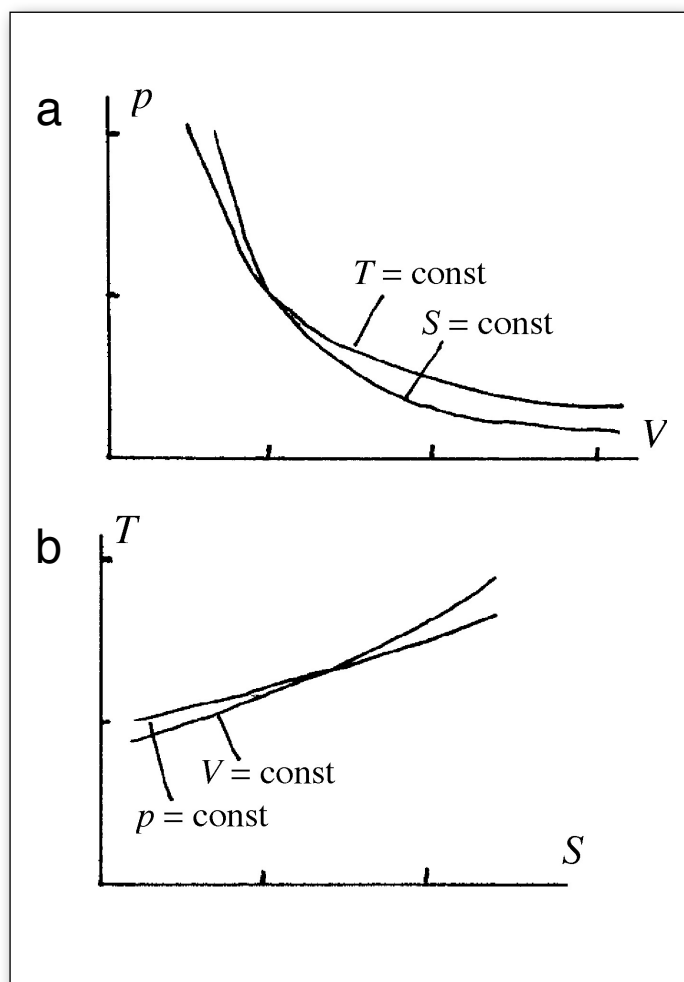 a
p
T = const
S = const
V
b
T
V = const
p = const
S